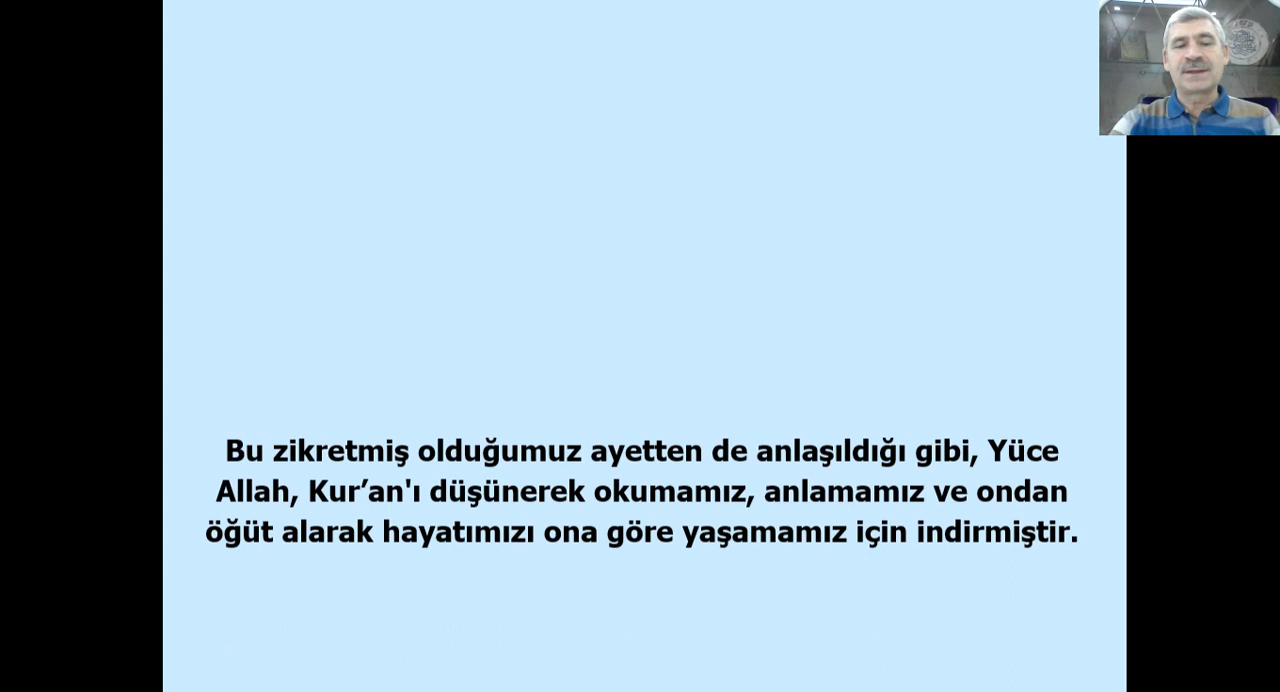 Bu zikretmiş olduğumuz ayetten de anlaşıldığı gibi, Yüce
Allah, Kur’an'ı düşünerek okumamız, anlamamız ve ondan
öğüt alarak hayatımızı ona göre yaşamamız için indirmiştir.